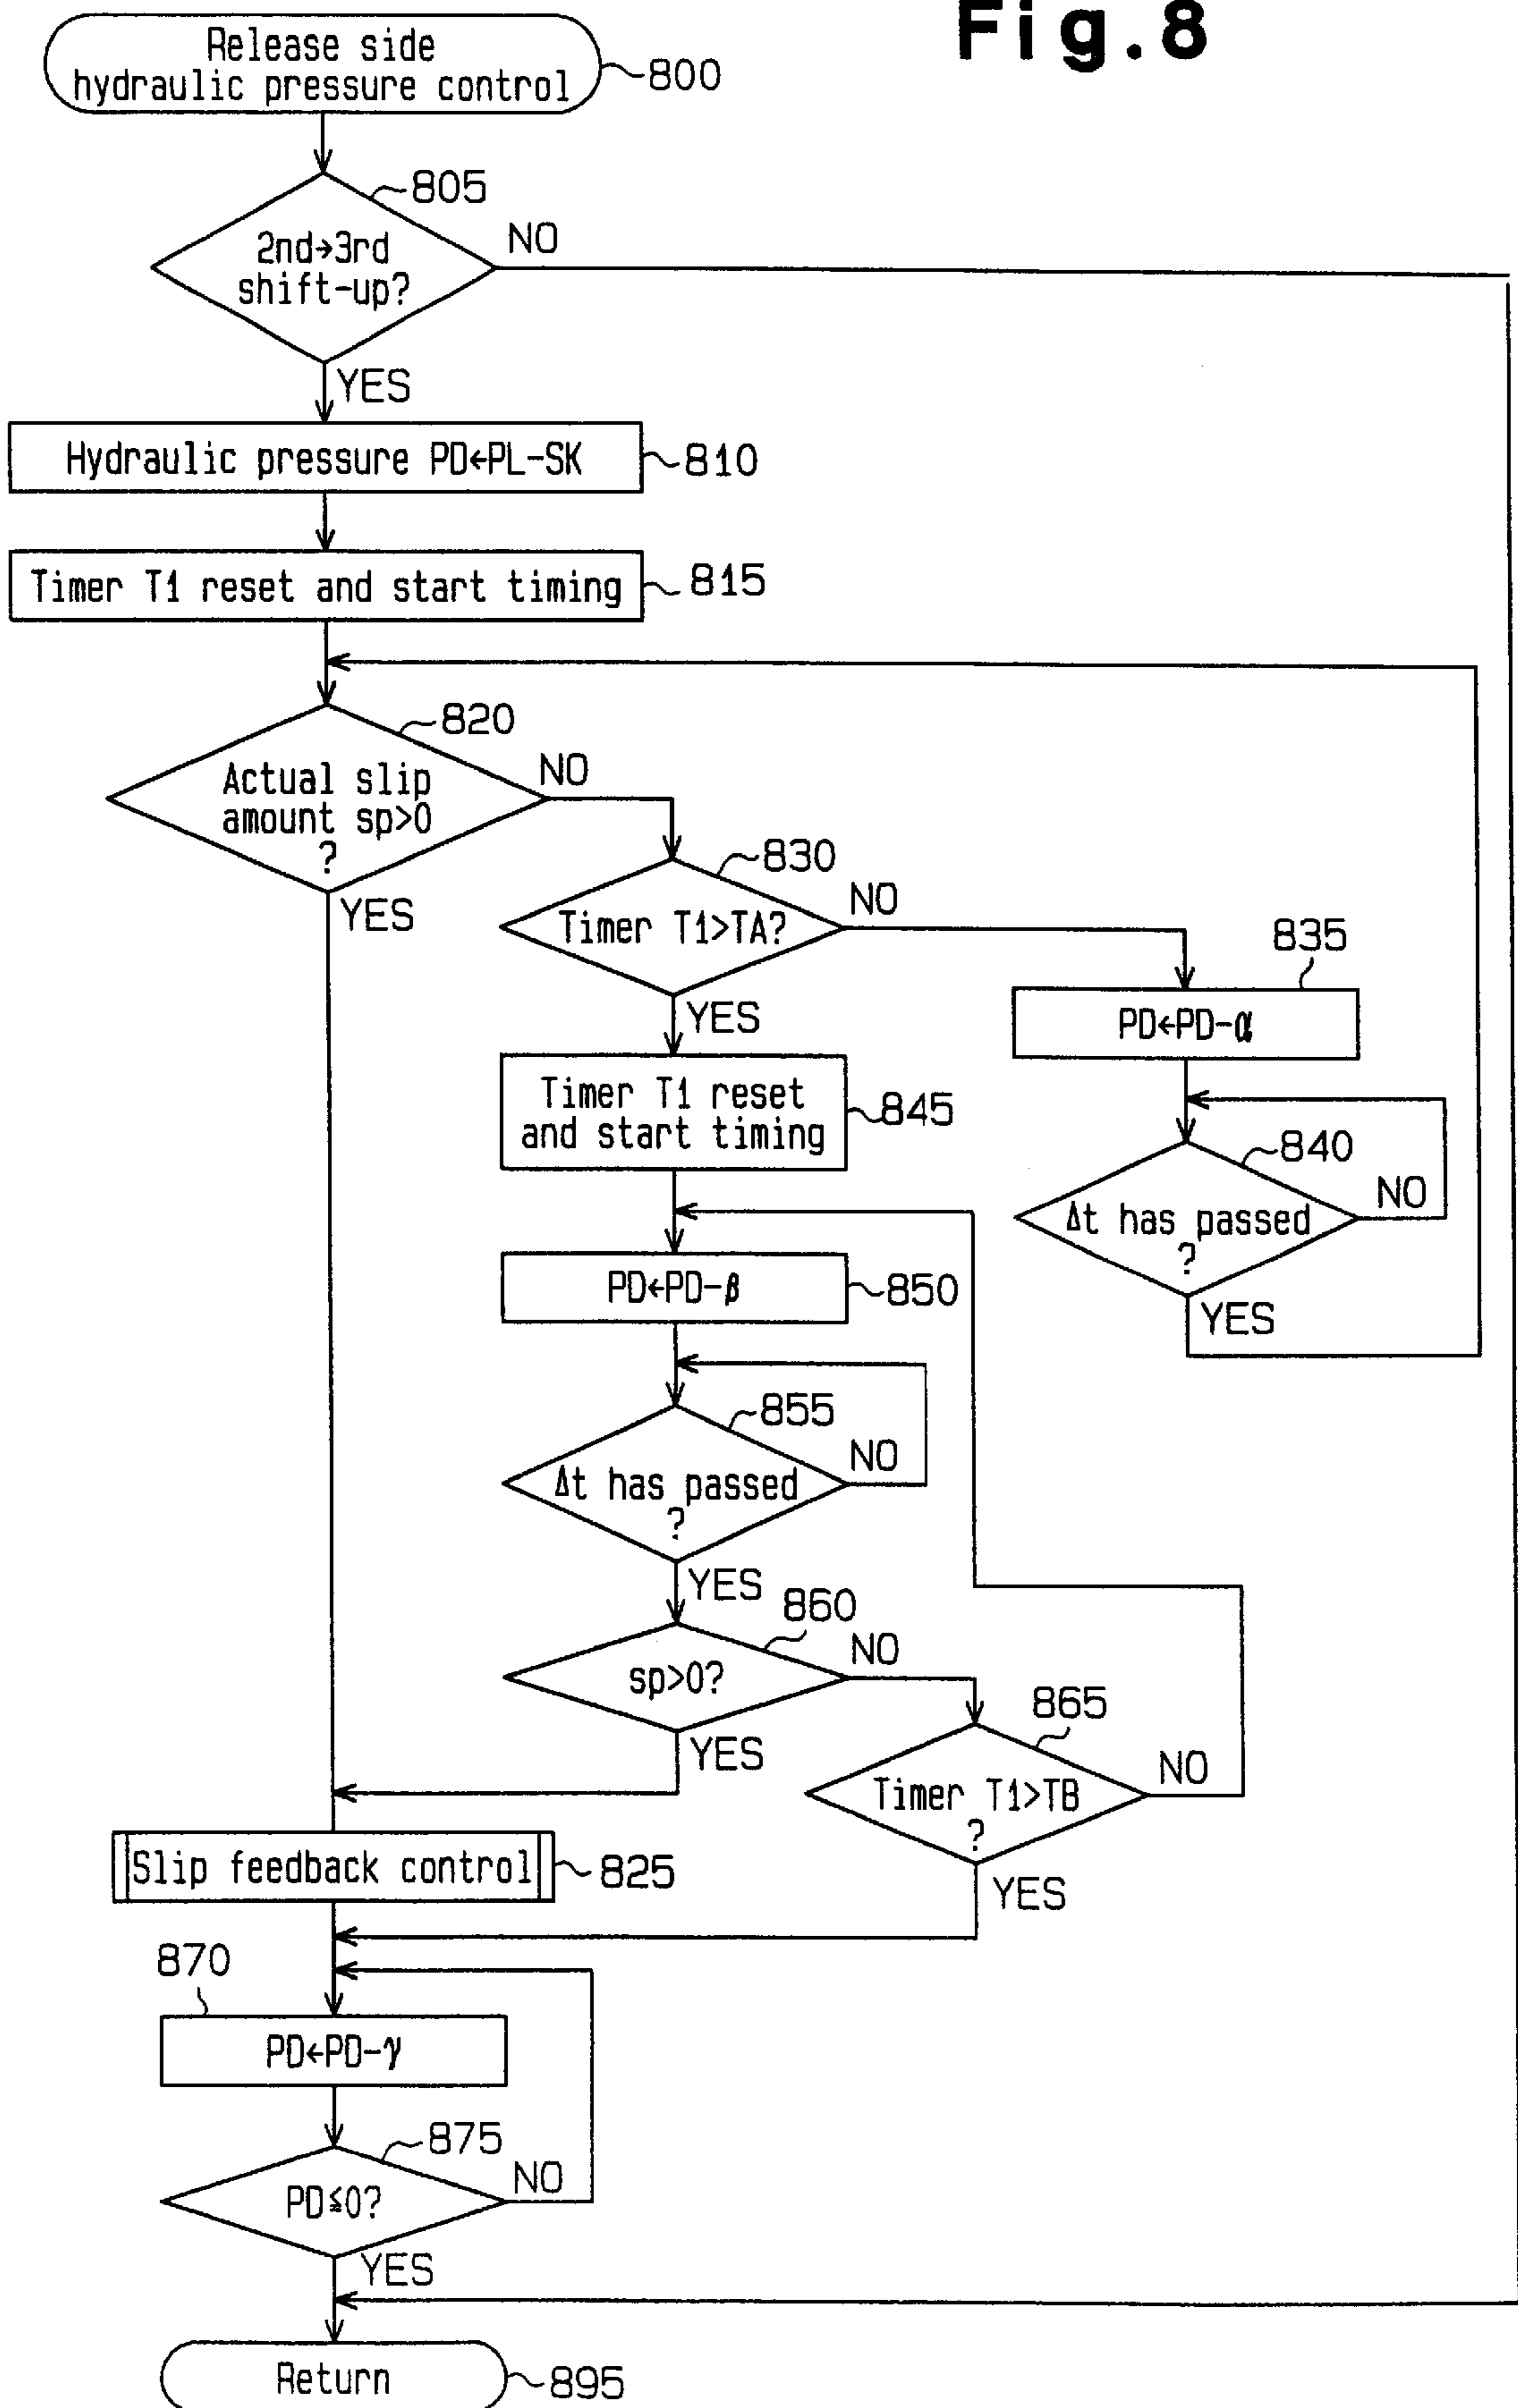 Fig.8
Release side
hydraulic pressure control
800
805
2nd→3rd
shift-up?
NO
YES
Hydraulic pressure PD←PL-SK
810
Timer T1 reset and start timing
815
820
Actual slip
amount sp>0
?
NO
YES
830
Timer T1>TA?
NO
YES
835
PD←PD-α
840
Δt has passed
?
NO
YES
Timer T1 reset
and start timing
845
PD←PD-β
850
855
Δt has passed
?
NO
YES
860
sp>0?
NO
YES
865
Timer T1>TB
?
NO
YES
Slip feedback control
825
870
PD←PD-γ
875
PD≦0?
NO
YES
Return
895